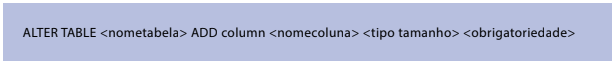 ALTER TABLE <nometabela> ADD column <nomecoluna> <tipo tamanho> <obrigatoriedade>